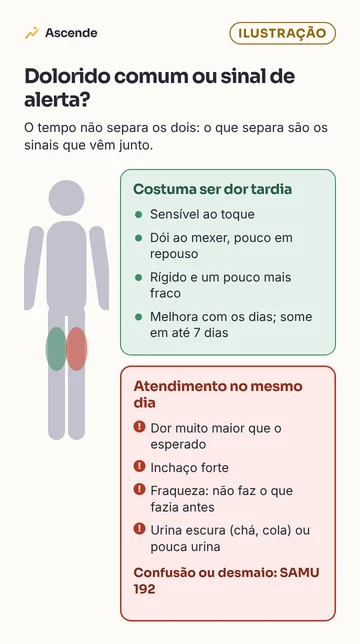 Ascende
ILUSTRAÇÃO
Dolorido comum ou sinal de
alerta?
O tempo não separa os dois: o que separa são os
sinais que vêm junto.
Costuma ser dor tardia
Sensível ao toque
Dói ao mexer, pouco em
repouso
Rígido e um pouco mais
fraco
Melhora com os dias; some
em até 7 dias
Atendimento no mesmo
dia
Dor muito maior que o
esperado
Inchaço forte
Fraqueza: não faz o que
fazia antes
Urina escura (chá, cola) ou
pouca urina
Confusão ou desmaio: SAMU
192